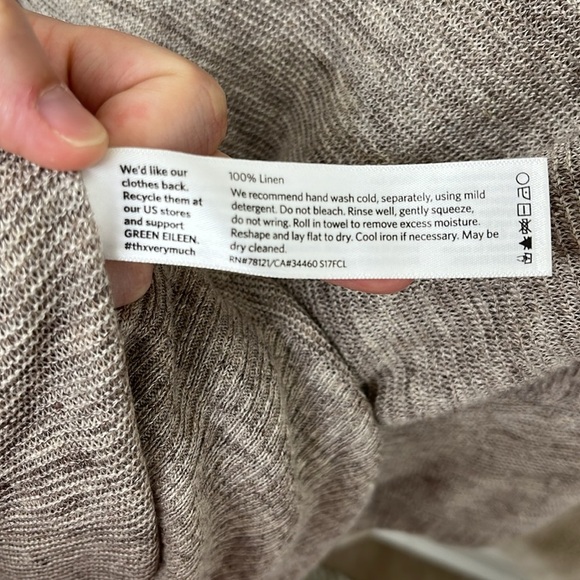 We'd like our
clothes back.
Recycle them at
our US stores
and support
GREEN EILEEN.
#thxverymuch
100% Linen
We recommend hand wash cold, separately, using mild
detergent. Do not bleach. Rinse well, gently squeeze,
do not wring. Roll in towel to remove excess moisture.
Reshape and lay flat to dry. Cool iron if necessary. May be
dry cleaned.
RN#78121/CA#34460 S17FCL